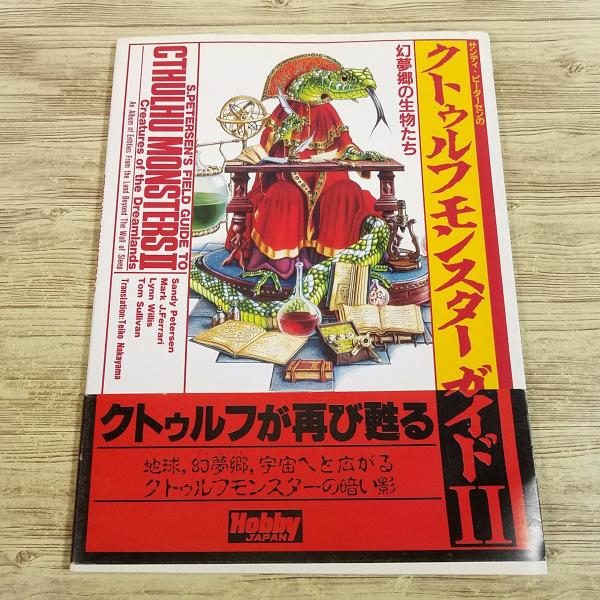 サンディ・ピーターセンの
クトゥルフモンスターガイドII
幻夢郷の生物たち
S.PETERSEN'S FIELD GUIDE TO
CTHULHU MONSTERS II
Creatures of the Dreamlands
An Album of Entities From the Land Beyond The Wall of Sleep
Sandy Petersen
Mark J.Ferrari
Lynn Willis
Tom Sullivan
Translation:Teiko Nakayama
クトゥルフが再び甦る
地球,幻夢郷,宇宙へと広がる
クトゥルフモンスターの暗い影
Hobby
JAPAN